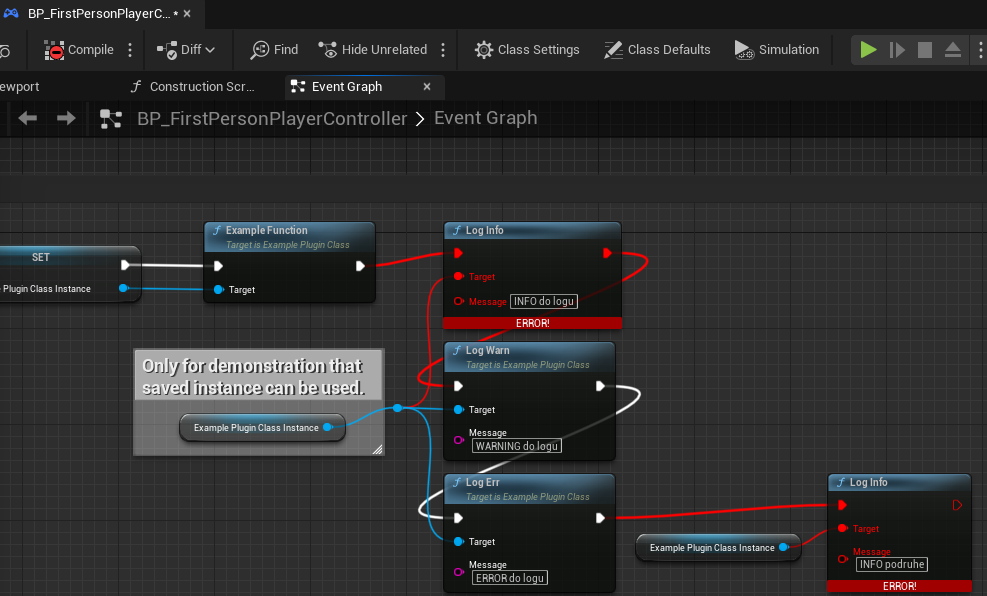 BP_FirstPersonPlayerC...
Compile
Diff
Find
Hide Unrelated
Class Settings
Class Defaults
Simulation
ewport
Construction Scr...
Event Graph
BP_FirstPersonPlayerController > Event Graph
SET
Plugin Class Instance
Example Function
Target is Example Plugin Class
Target
Log Info
Target
Message INFO do logu
ERROR!
Only for demonstration that
saved instance can be used.
Example Plugin Class Instance
Log Warn
Target is Example Plugin Class
Target
Message
WARNING do logu
Log Err
Target is Example Plugin Class
Target
Message
ERROR do logu
Example Plugin Class Instance
Log Info
Target
Message
INFO podruhe
ERROR!